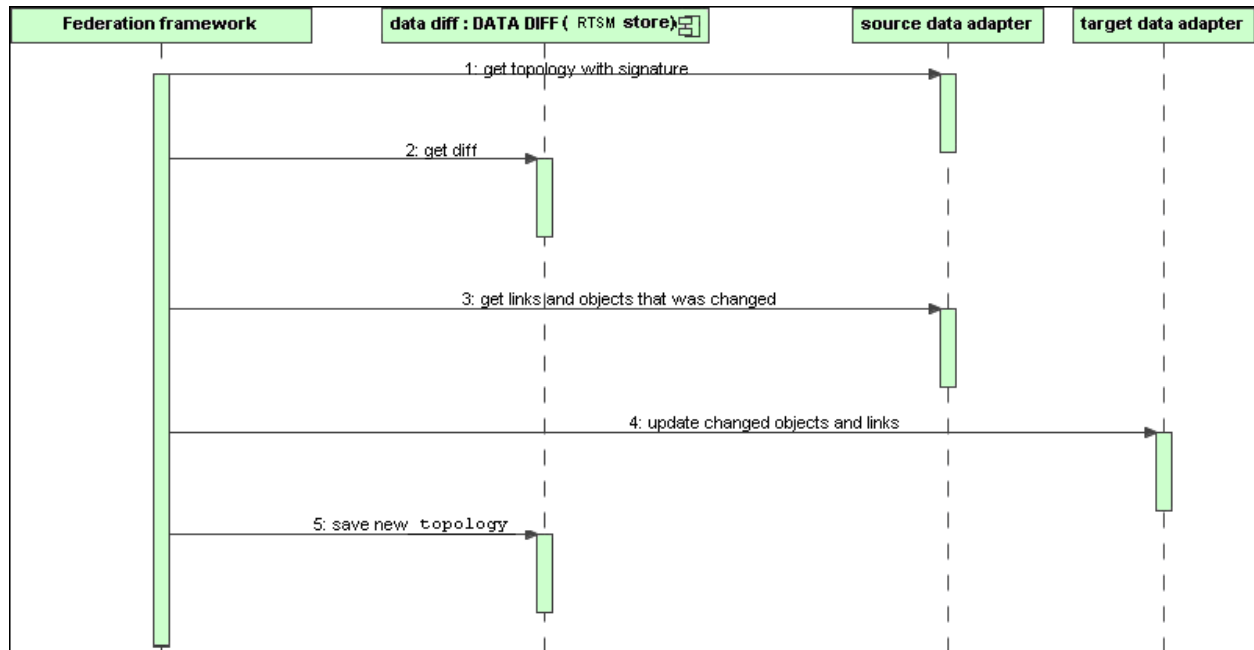 Federation framework
data diff : DATA DIFF ( RTSM store)
source data adapter
target data adapter
1: get topology with signature
2: get diff
3: get links and objects that was changed
4: update changed objects and links
5: save new topology